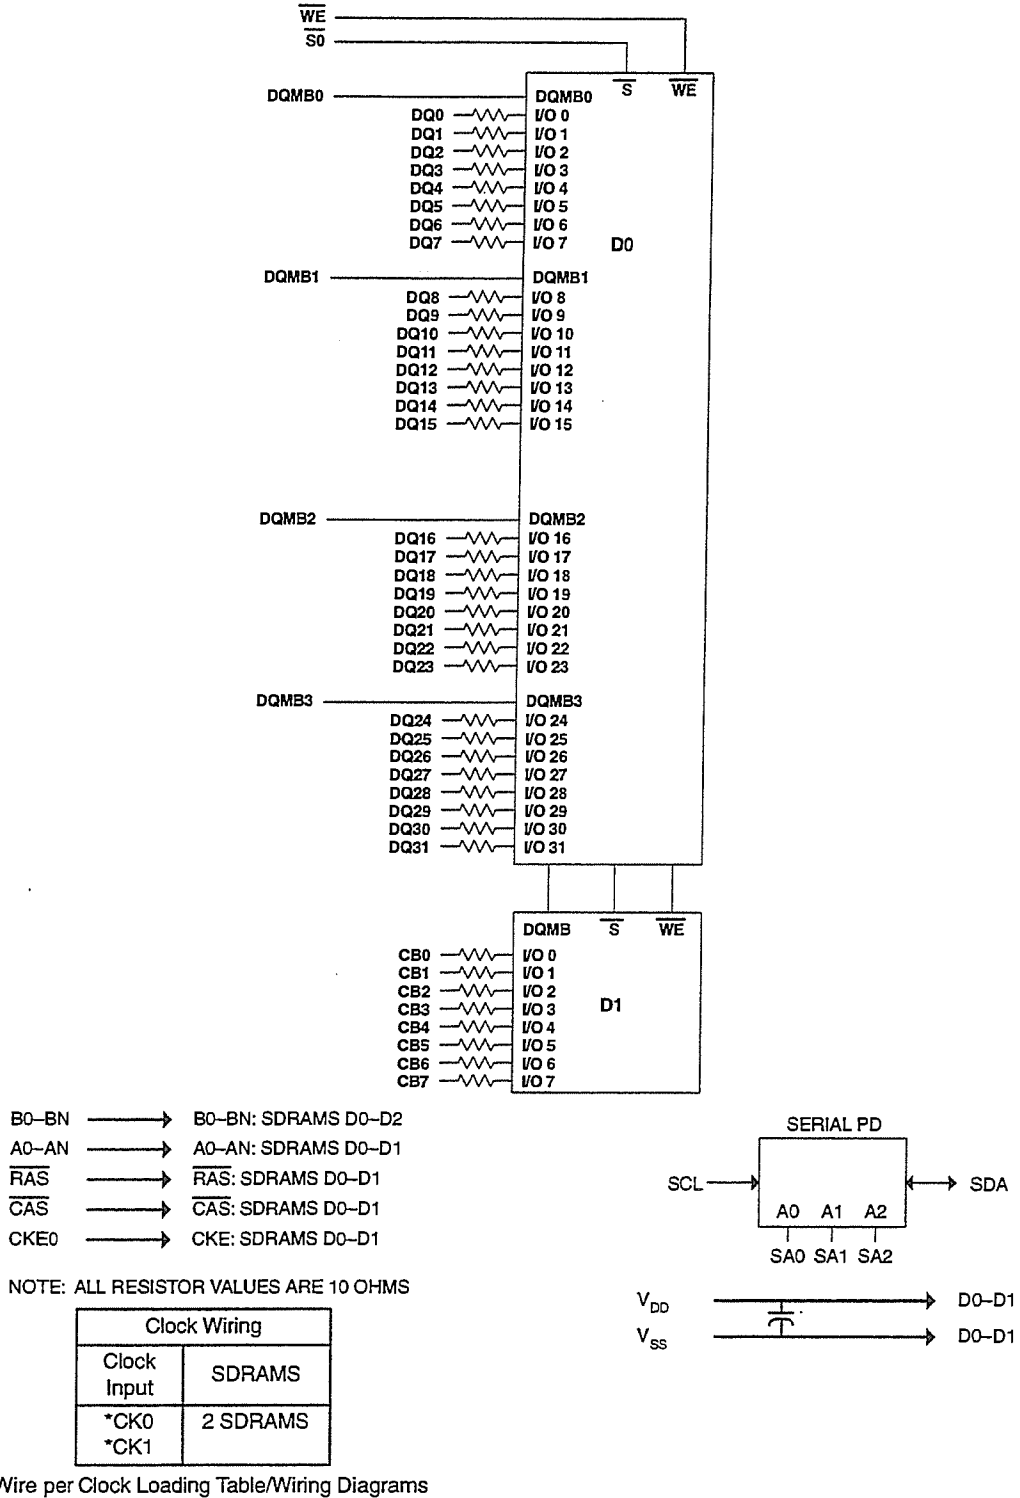 WE
S0
S WE
DQMB0 DQMB0
DQ0 I/O 0
DQ1 I/O 1
DQ2 I/O 2
DQ3 I/O 3
DQ4 I/O 4
DQ5 I/O 5
DQ6 I/O 6
DQ7 I/O 7
D0
DQMB1 DQMB1
DQ8 I/O 8
DQ9 I/O 9
DQ10 I/O 10
DQ11 I/O 11
DQ12 I/O 12
DQ13 I/O 13
DQ14 I/O 14
DQ15 I/O 15
DQMB2 DQMB2
DQ16 I/O 16
DQ17 I/O 17
DQ18 I/O 18
DQ19 I/O 19
DQ20 I/O 20
DQ21 I/O 21
DQ22 I/O 22
DQ23 I/O 23
DQMB3 DQMB3
DQ24 I/O 24
DQ25 I/O 25
DQ26 I/O 26
DQ27 I/O 27
DQ28 I/O 28
DQ29 I/O 29
DQ30 I/O 30
DQ31 I/O 31
DQMB S WE
CB0 I/O 0
CB1 I/O 1
CB2 I/O 2
CB3 I/O 3
CB4 I/O 4
CB5 I/O 5
CB6 I/O 6
CB7 I/O 7
D1
B0–BN B0–BN: SDRAMS D0–D2
A0–AN A0–AN: SDRAMS D0–D1
RAS RAS: SDRAMS D0–D1
CAS CAS: SDRAMS D0–D1
CKE0 CKE: SDRAMS D0–D1
SERIAL PD
SCL SDA
A0 A1 A2
SA0 SA1 SA2
NOTE: ALL RESISTOR VALUES ARE 10 OHMS
VDD D0–D1
VSS D0–D1
Clock Wiring
Clock
Input
SDRAMS
*CK0 2 SDRAMS
*CK1
Wire per Clock Loading Table/Wiring Diagrams